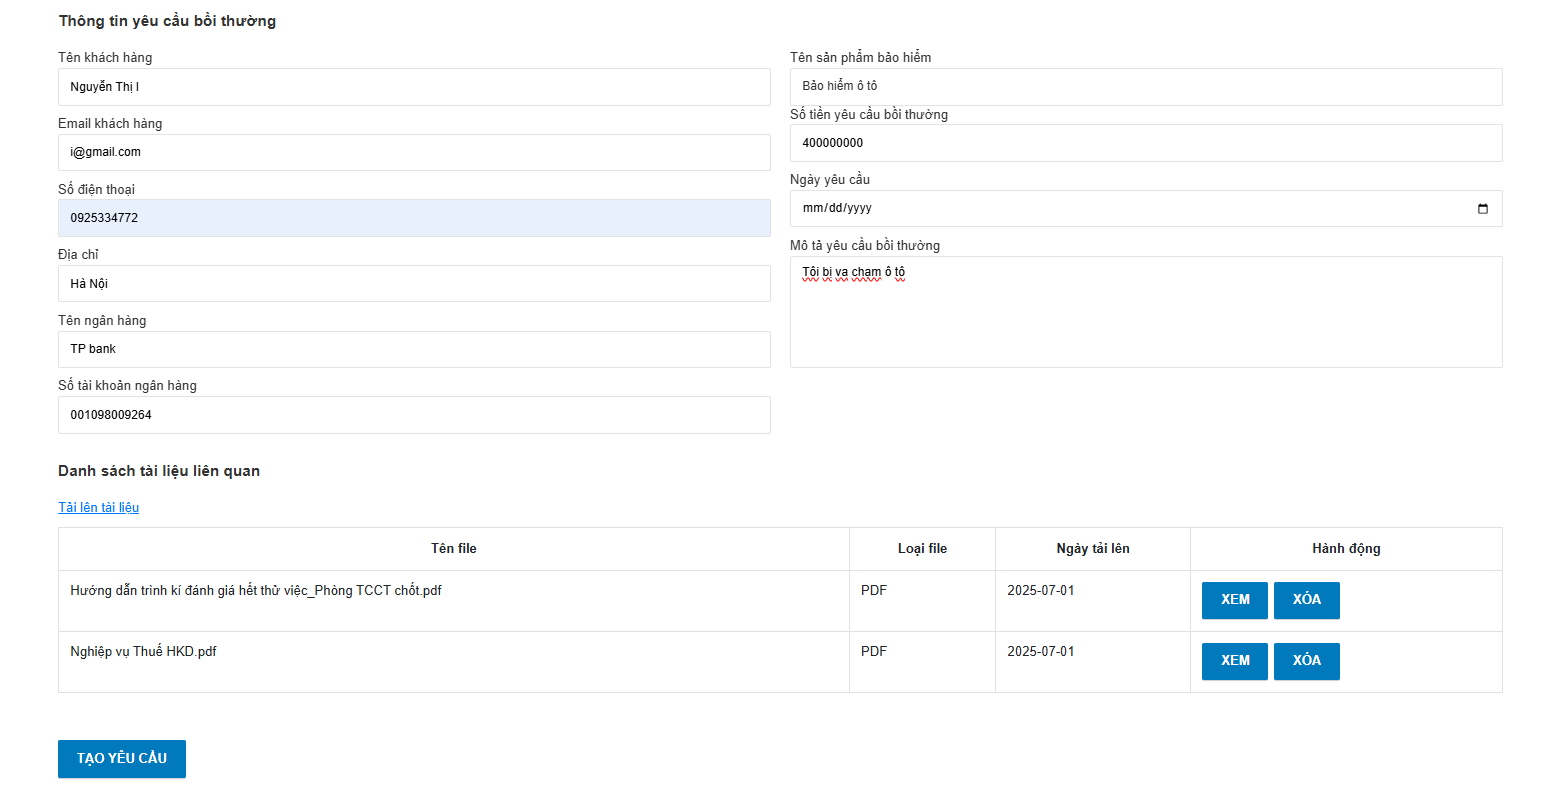 Thông tin yêu cầu bồi thường
Tên khách hàng
Nguyễn Thị I
Email khách hàng
i@gmail.com
Số điện thoại
0925334772
Địa chỉ
Hà Nội
Tên ngân hàng
TP bank
Số tài khoản ngân hàng
001098009264
Tên sản phẩm bảo hiểm
Bảo hiểm ô tô
Số tiền yêu cầu bồi thường
400000000
Ngày yêu cầu
mm/dd/yyyy
Mô tả yêu cầu bồi thường
Tôi bị va chạm ô tô
Danh sách tài liệu liên quan
Tải lên tài liệu
Tên file Loại file Ngày tải lên Hành động
Hướng dẫn trình kí đánh giá hết thử việc_Phòng TCCT chốt.pdf PDF 2025-07-01 XEM XÓA
Nghiệp vụ Thuế HKD.pdf PDF 2025-07-01 XEM XÓA
TẠO YÊU CẦU